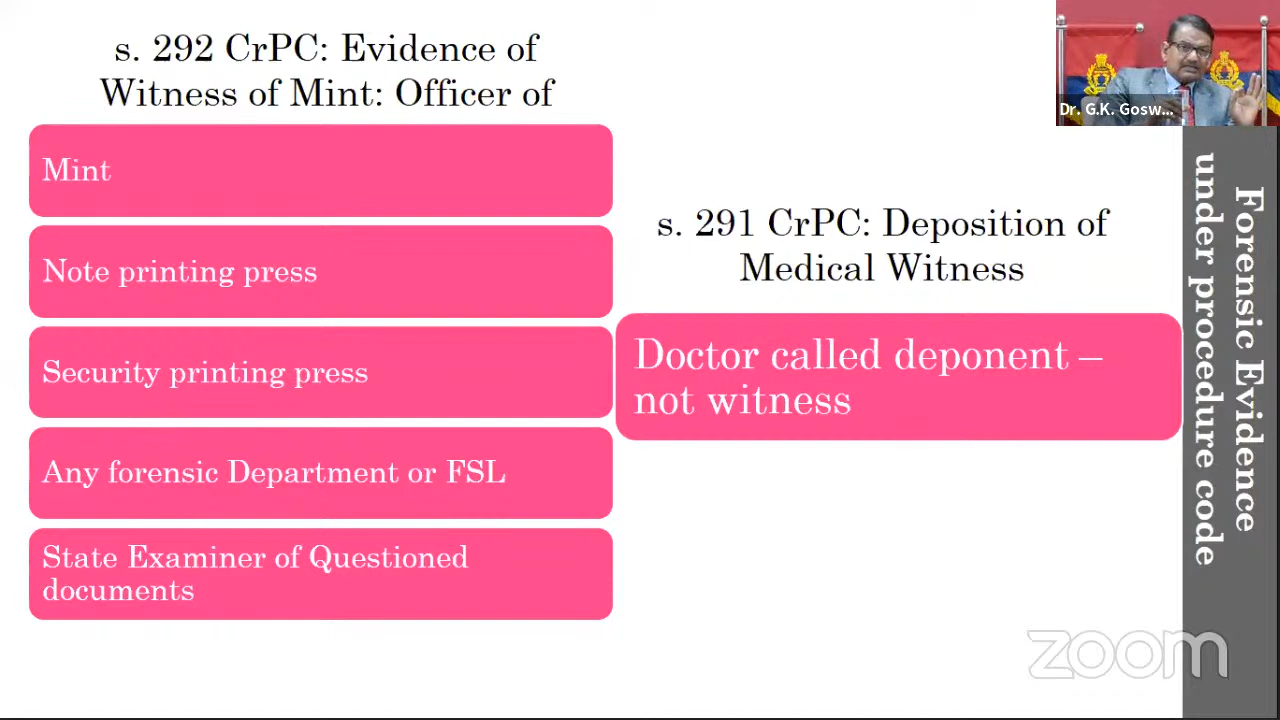 s. 292 CrPC: Evidence of
Witness of Mint: Officer of
Mint
Note printing press
Security printing press
Any forensic Department or FSL
State Examiner of Questioned
documents
s. 291 CrPC: Deposition of
Medical Witness
Doctor called deponent –
not witness
Dr. G.K. Gosw...
Forensic Evidence
under procedure code
zoom